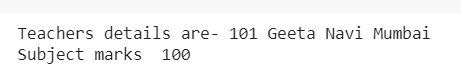 Teachers details are- 101 Geeta Navi Mumbai
Subject marks  100